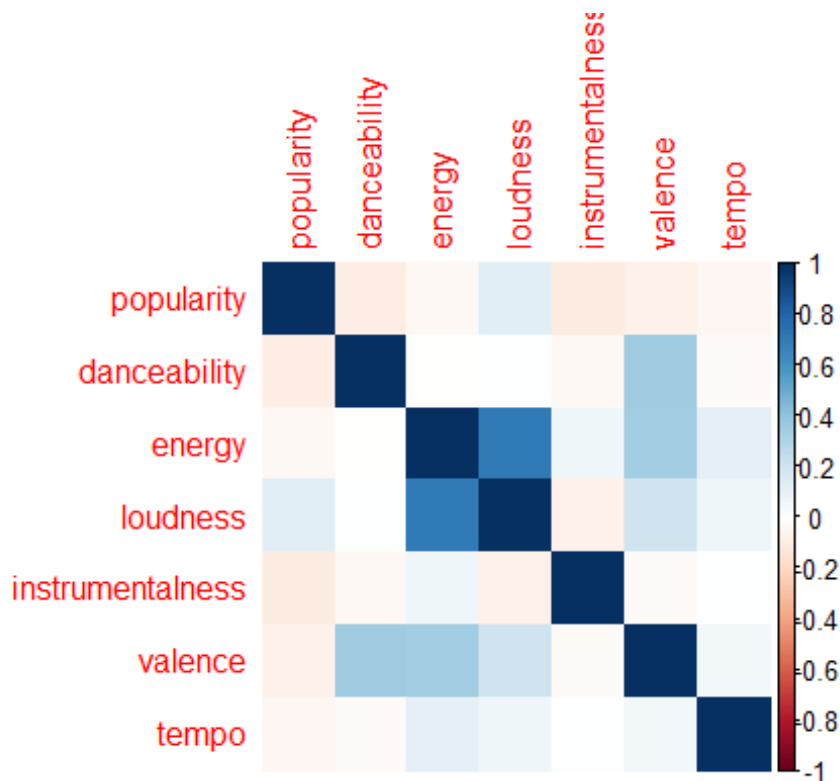 popularity
danceability
energy
loudness
instrumentalness
valence
tempo
popularity
danceability
energy
loudness
instrumentalness
valence
tempo
1
0.8
0.6
0.4
0.2
0
-0.2
-0.4
-0.6
-0.8
-1